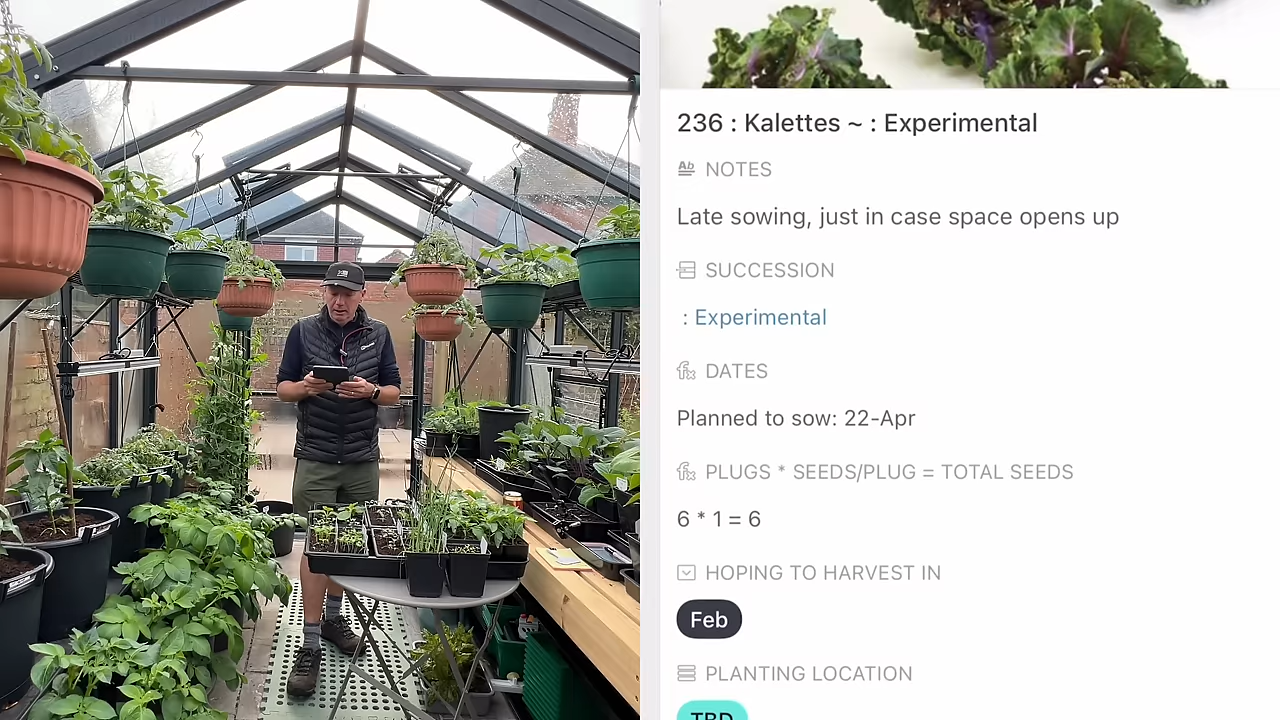 236 : Kalettes ~ : Experimental
NOTES
Late sowing, just in case space opens up
SUCCESSION
: Experimental
DATES
Planned to sow: 22-Apr
PLUGS * SEEDS/PLUG = TOTAL SEEDS
6 * 1 = 6
HOPING TO HARVEST IN
Feb
PLANTING LOCATION
TBD